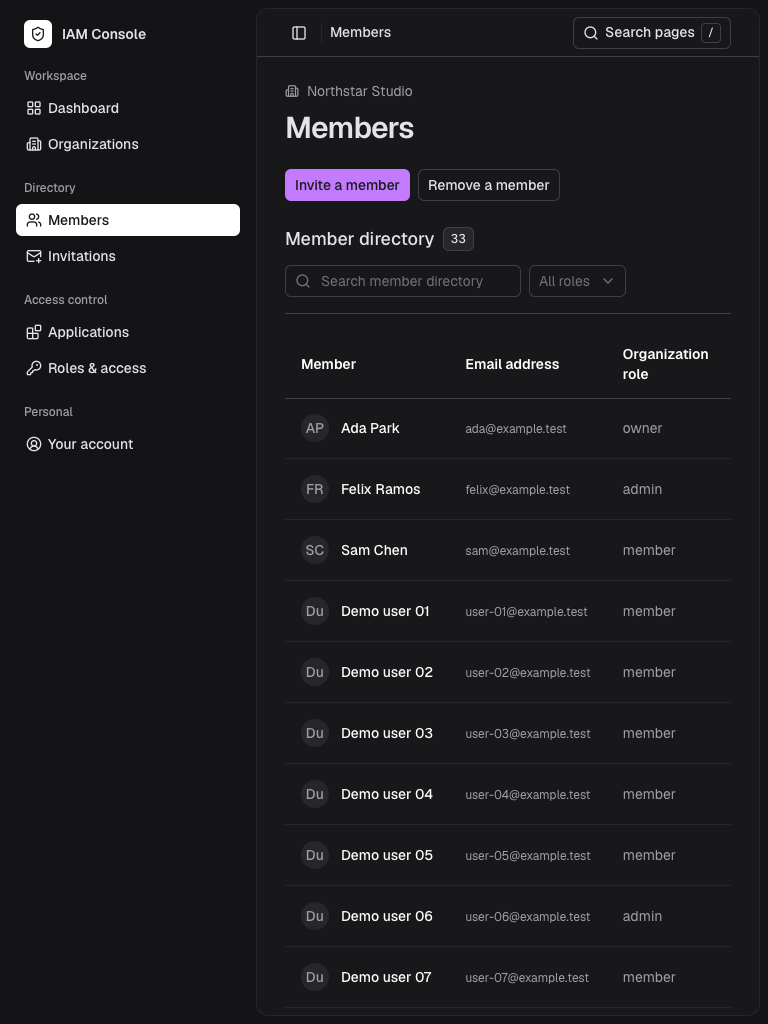 IAM Console
Workspace
Dashboard
Organizations
Directory
Members
Invitations
Access control
Applications
Roles & access
Personal
Your account
Members
Search pages /
Northstar Studio
Members
Invite a member
Remove a member
Member directory 33
Search member directory
All roles
Member Email address Organization role
AP Ada Park ada@example.test owner
FR Felix Ramos felix@example.test admin
SC Sam Chen sam@example.test member
Du Demo user 01 user-01@example.test member
Du Demo user 02 user-02@example.test member
Du Demo user 03 user-03@example.test member
Du Demo user 04 user-04@example.test member
Du Demo user 05 user-05@example.test member
Du Demo user 06 user-06@example.test admin
Du Demo user 07 user-07@example.test member